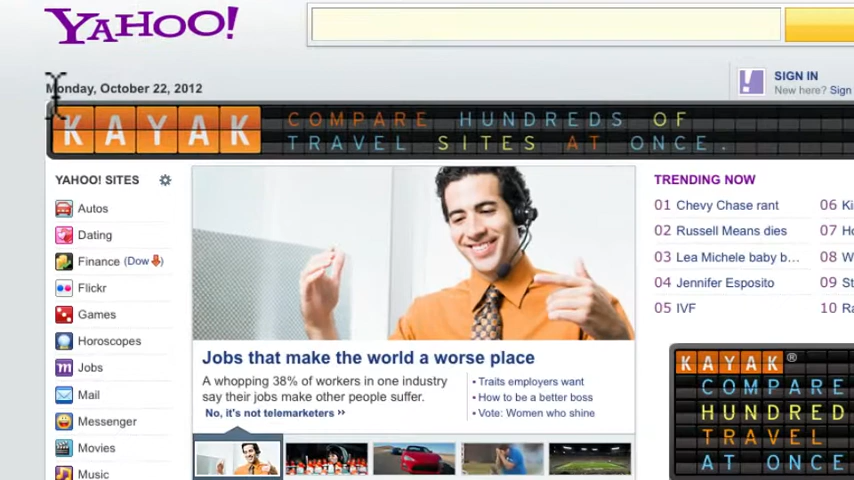 YAHOO!
Monday, October 22, 2012
SIGN IN
New here? Sign
KAYAK COMPARE HUNDREDS OF
TRAVEL SITES AT ONCE.
YAHOO! SITES
Autos
Dating
Finance (Dow)
Flickr
Games
Horoscopes
Jobs
Mail
Messenger
Movies
Music
Jobs that make the world a worse place
A whopping 38% of workers in one industry
say their jobs make other people suffer.
No, it's not telemarketers »
• Traits employers want
• How to be a better boss
• Vote: Women who shine
TRENDING NOW
01 Chevy Chase rant
02 Russell Means dies
03 Lea Michele baby b...
04 Jennifer Esposito
05 IVF
06 Ki
07 Ho
08 W
09 St
10 Ra
KAYAK®
COMPARE
HUNDRED
TRAVEL
AT ONCE